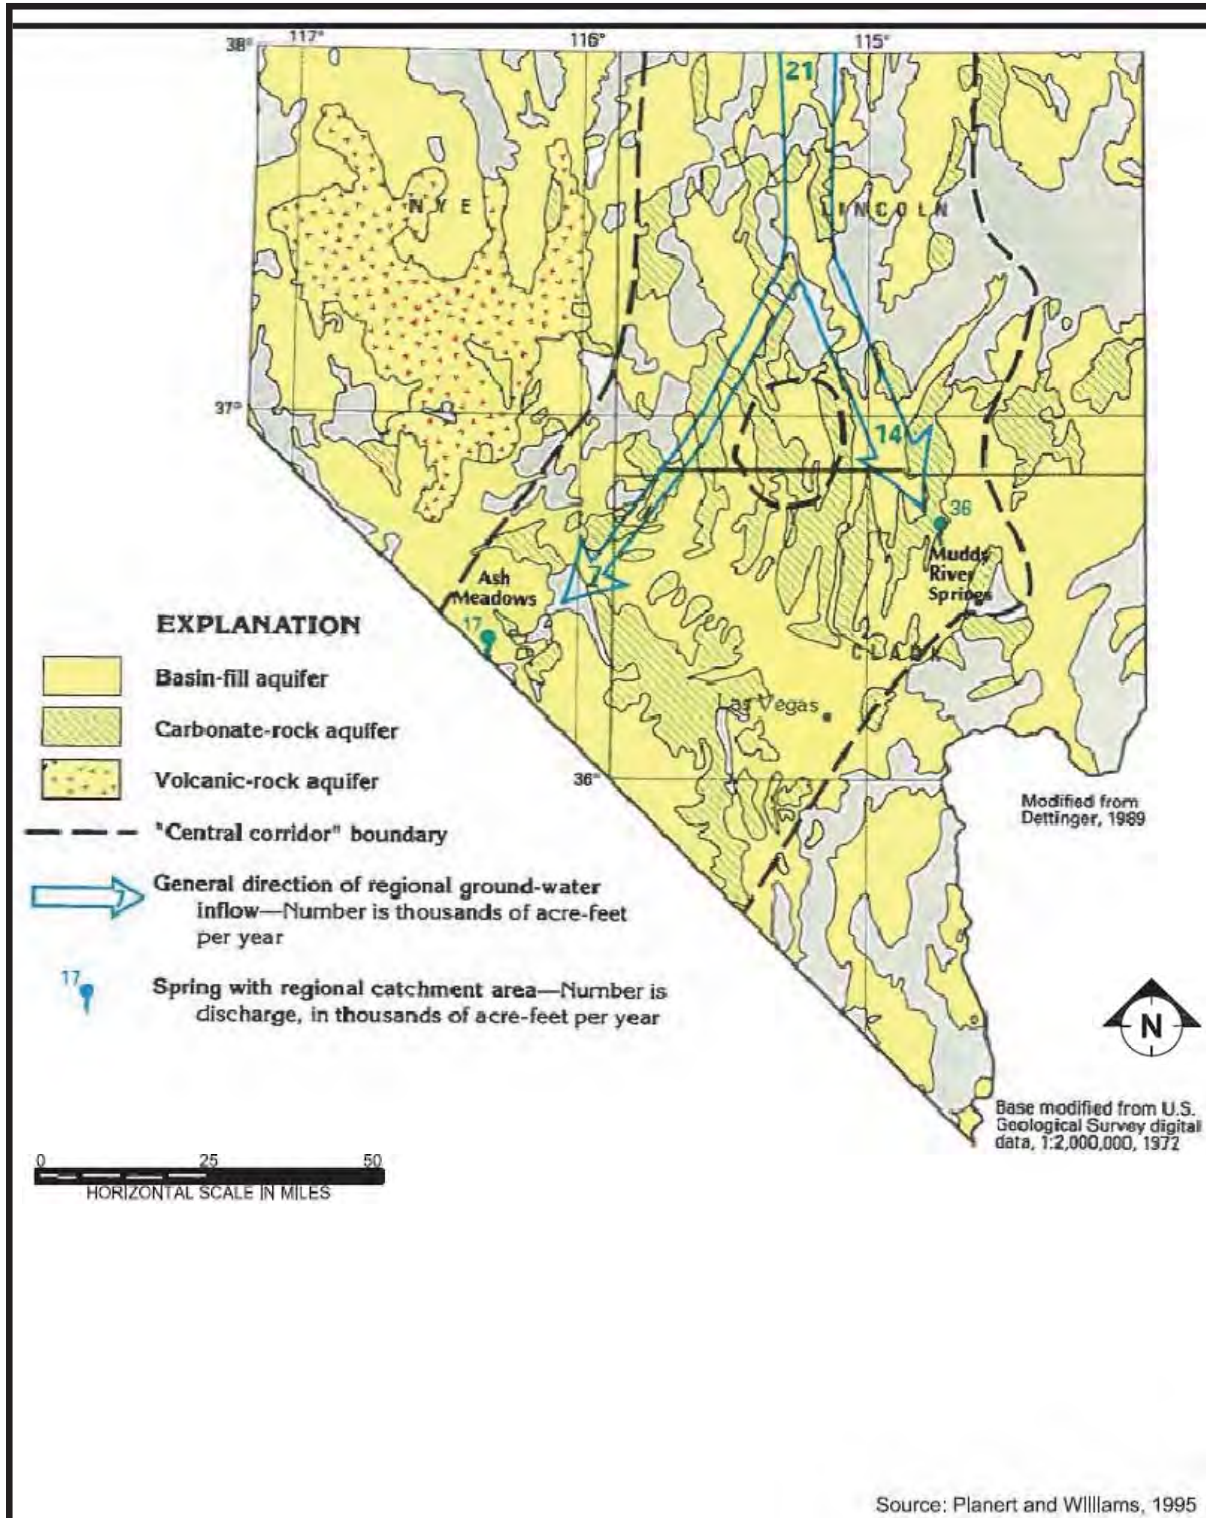 38° 117° 116° 115°
21
NYE
LINCOLN
37°
14
36
Muddy
River
Springs
7
Ash
Meadows
17
2
CLARK
Las Vegas
36°
EXPLANATION
Basin-fill aquifer
Carbonate-rock aquifer
Volcanic-rock aquifer
"Central corridor" boundary
7
General direction of regional ground-water
inflow—Number is thousands of acre-feet
per year
17
Spring with regional catchment area—Number is
discharge, in thousands of acre-feet per year
Modified from
Dettinger, 1989
N
Base modified from U.S.
Geological Survey digital
data, 1:2,000,000, 1972
0 25 50
HORIZONTAL SCALE IN MILES
Source: Planert and Williams, 1995